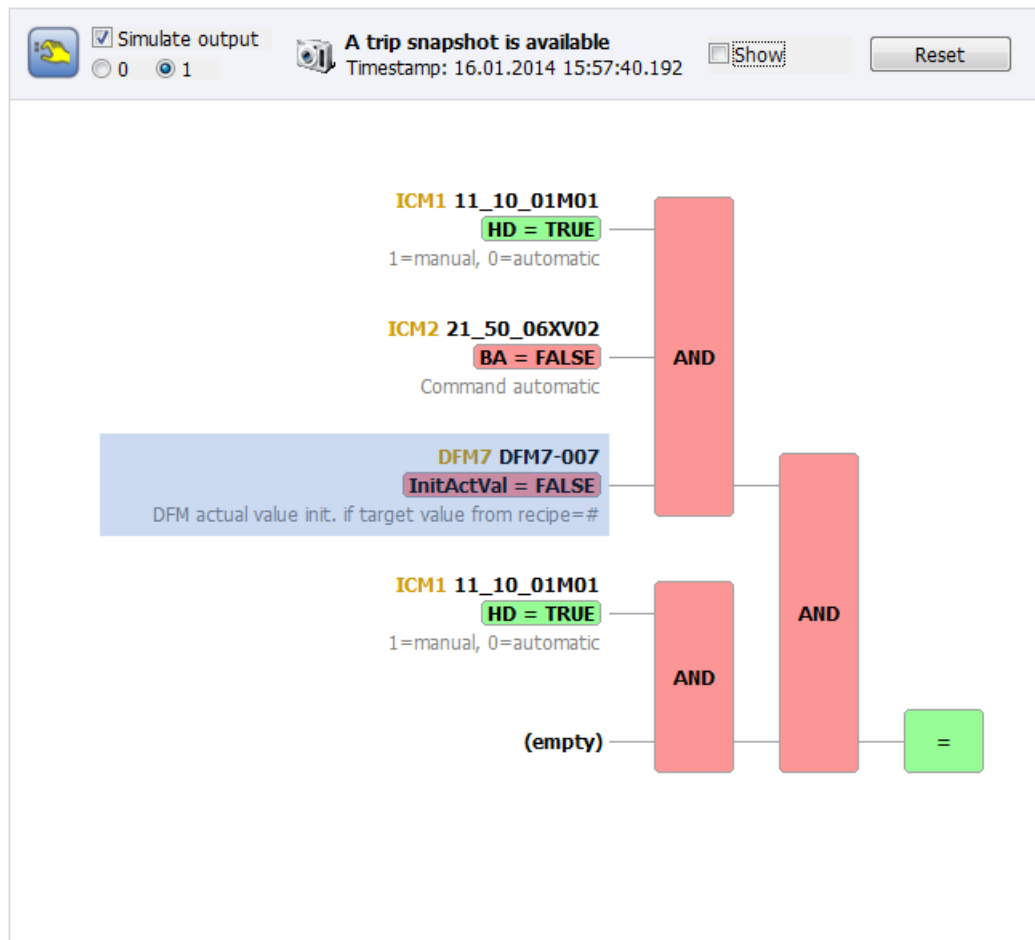 Simulate output
0 1
A trip snapshot is available
Timestamp: 16.01.2014 15:57:40.192
Show
Reset
ICM1 11_10_01M01
HD = TRUE
1=manual, 0=automatic
ICM2 21_50_06XV02
BA = FALSE
Command automatic
AND
DFM7 DFM7-007
InitActVal = FALSE
DFM actual value init. if target value from recipe=#
ICM1 11_10_01M01
HD = TRUE
1=manual, 0=automatic
AND
AND
(empty)
=